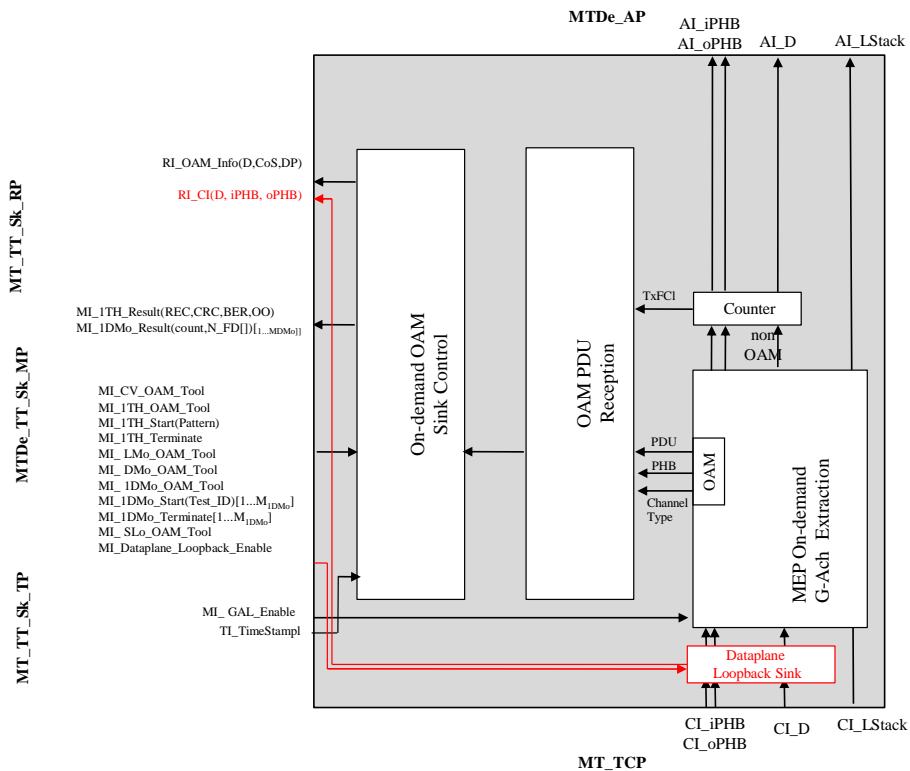 MTDe_AP
AI_iPHB
AI_oPHB
AI_D
AI_LStack
MT_TT_Sk_RP
RI_OAM_Info(D,CoS,DP)
RI_CI(D, iPHB, oPHB)
MI_1TH_Result(REC,CRC,BER,OO)
MI_1DMo_Result(count,N_FD[])[1...MDMo]]
MTDe_TT_Sk_MP
MI_CV_OAM_Tool
MI_1TH_OAM_Tool
MI_1TH_Start(Pattern)
MI_1TH_Terminate
MI_ LMo_OAM_Tool
MI_ DMo_OAM_Tool
MI_ 1DMo_OAM_Tool
MI_1DMo_Start(Test_ID)[1...M1DMo]
MI_1DMo_Terminate[1...M1DMo]
MI_ SLo_OAM_Tool
MI_Dataplane_Loopback_Enable
MT_TT_Sk_TP
MI_ GAL_Enable
TI_TimeStampl
On-demand OAM
Sink Control
OAM PDU
Reception
TxFCl
Counter
non
OAM
PDU
PHB
Channel
Type
OAM
MEP On-demand
G-Ach Extraction
Dataplane
Loopback Sink
CI_iPHB
CI_oPHB
CI_D
CI_LStack
MT_TCP